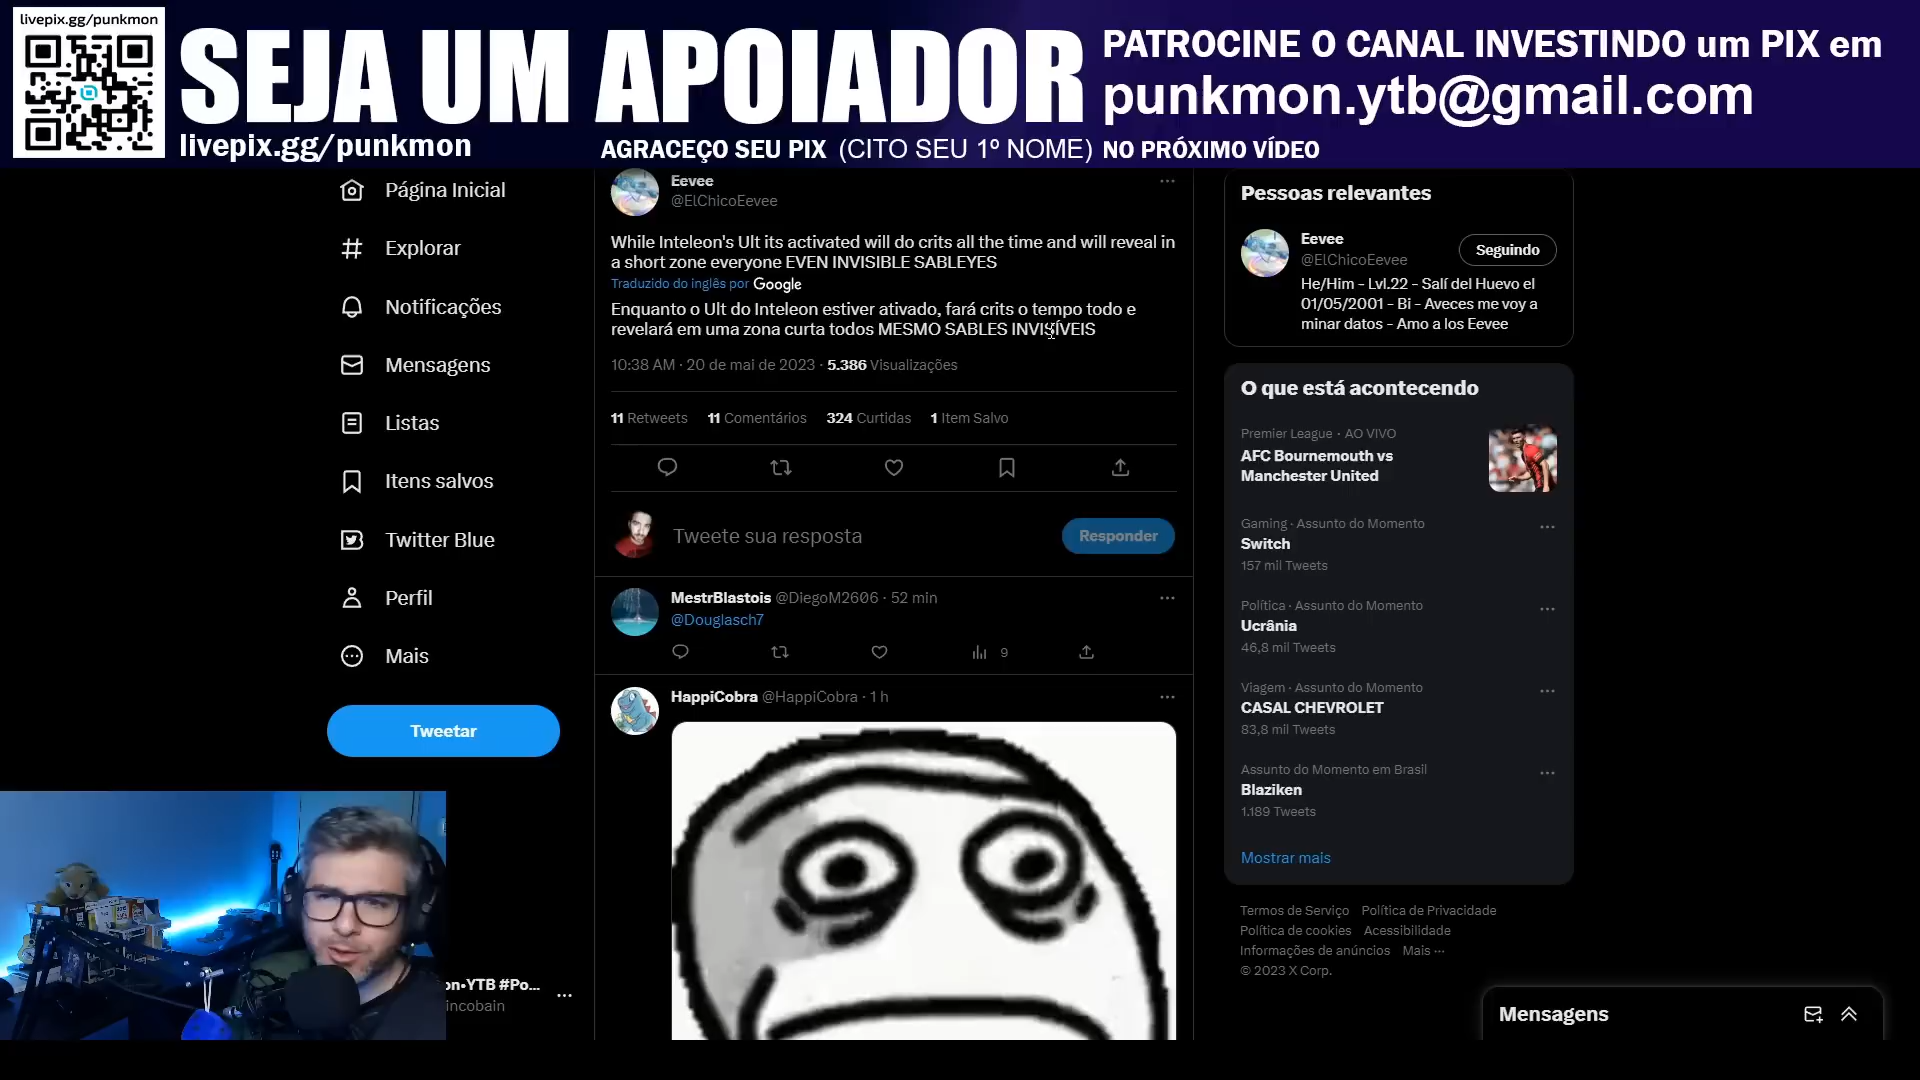 livepix.gg/punkmon
SEJA UM APOIADOR
livepix.gg/punkmon
AGRACEÇO SEU PIX (CITO SEU 1º NOME) NO PRÓXIMO VÍDEO
PATROCINE O CANAL INVESTINDO um PIX em
punkmon.ytb@gmail.com
Página Inicial
Explorar
Notificações
Mensagens
Listas
Itens salvos
Twitter Blue
Perfil
Mais
Tweetar
on•YTB #Po...
incobain
Eevee
@ElChicoEevee
While Inteleon's Ult its activated will do crits all the time and will reveal in
a short zone everyone EVEN INVISIBLE SABLEYES
Traduzido do inglês por Google
Enquanto o Ult do Inteleon estiver ativado, fará crits o tempo todo e
revelará em uma zona curta todos MESMO SABLES INVISÍVEIS
10:38 AM · 20 de mai de 2023 · 5.386 Visualizações
11 Retweets 11 Comentários 324 Curtidas 1 Item Salvo
Tweete sua resposta
Responder
MestrBlastois @DiegoM2606 · 52 min
@Douglasch7
9
HappiCobra @HappiCobra · 1 h
Pessoas relevantes
Eevee
@ElChicoEevee
Seguindo
He/Him - Lvl.22 - Salí del Huevo el
01/05/2001 - Bi - Aveces me voy a
minar datos - Amo a los Eevee
O que está acontecendo
Premier League · AO VIVO
AFC Bournemouth vs
Manchester United
Gaming · Assunto do Momento
Switch
157 mil Tweets
Política · Assunto do Momento
Ucrânia
46,8 mil Tweets
Viagem · Assunto do Momento
CASAL CHEVROLET
83,8 mil Tweets
Assunto do Momento em Brasil
Blaziken
1.189 Tweets
Mostrar mais
Termos de Serviço Política de Privacidade
Política de cookies Acessibilidade
Informações de anúncios Mais ···
© 2023 X Corp.
Mensagens